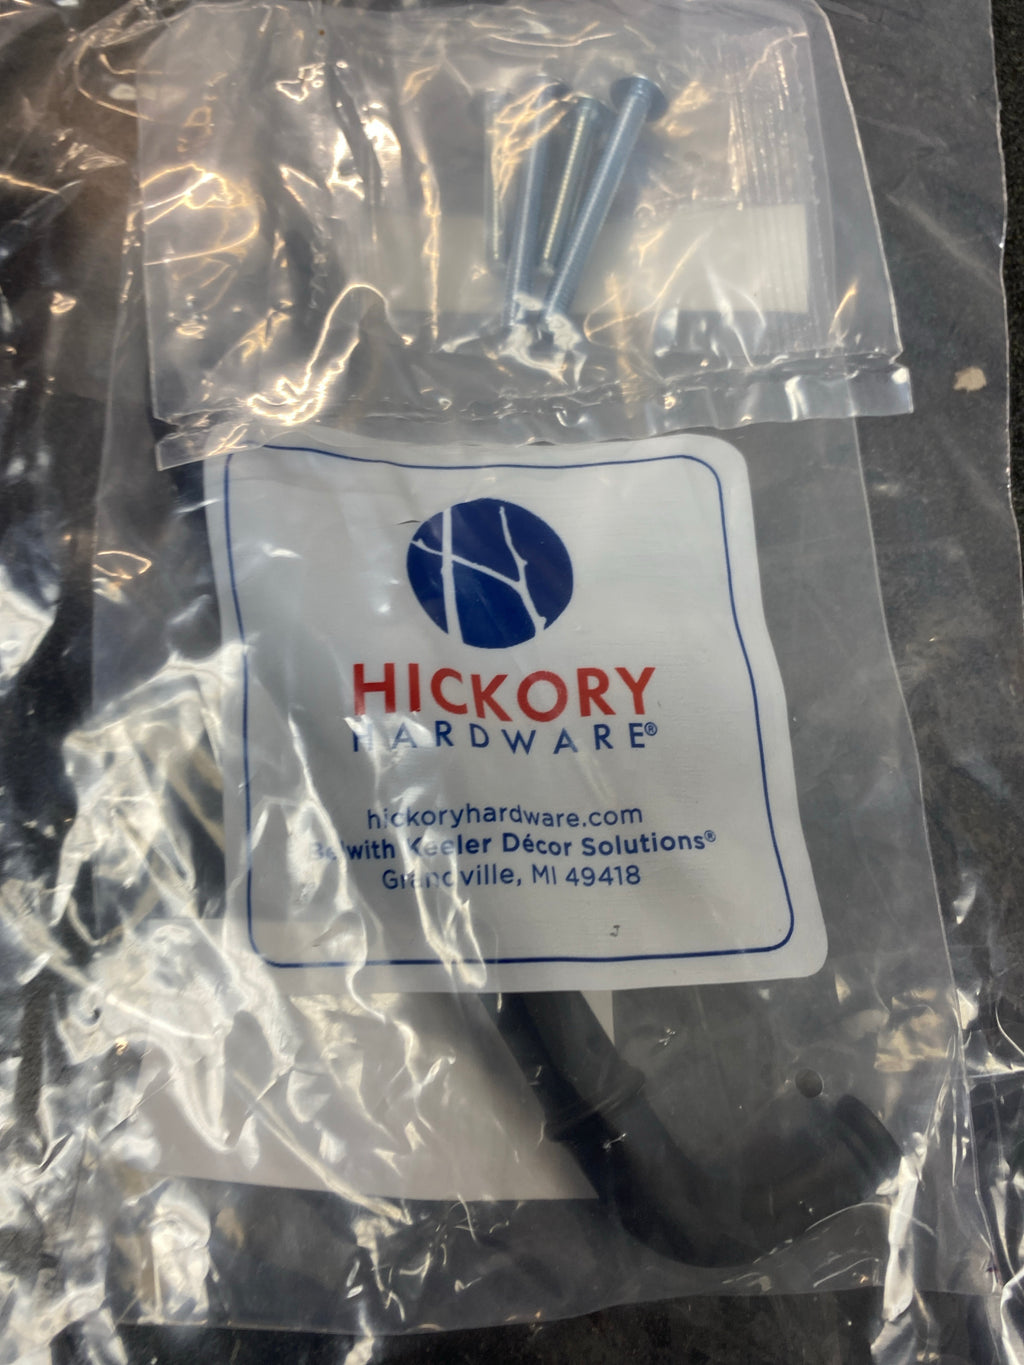 HICKORY
HARDWARE®
hickoryhardware.com
Belwith Keeler Décor Solutions®
Grandville, MI 49418